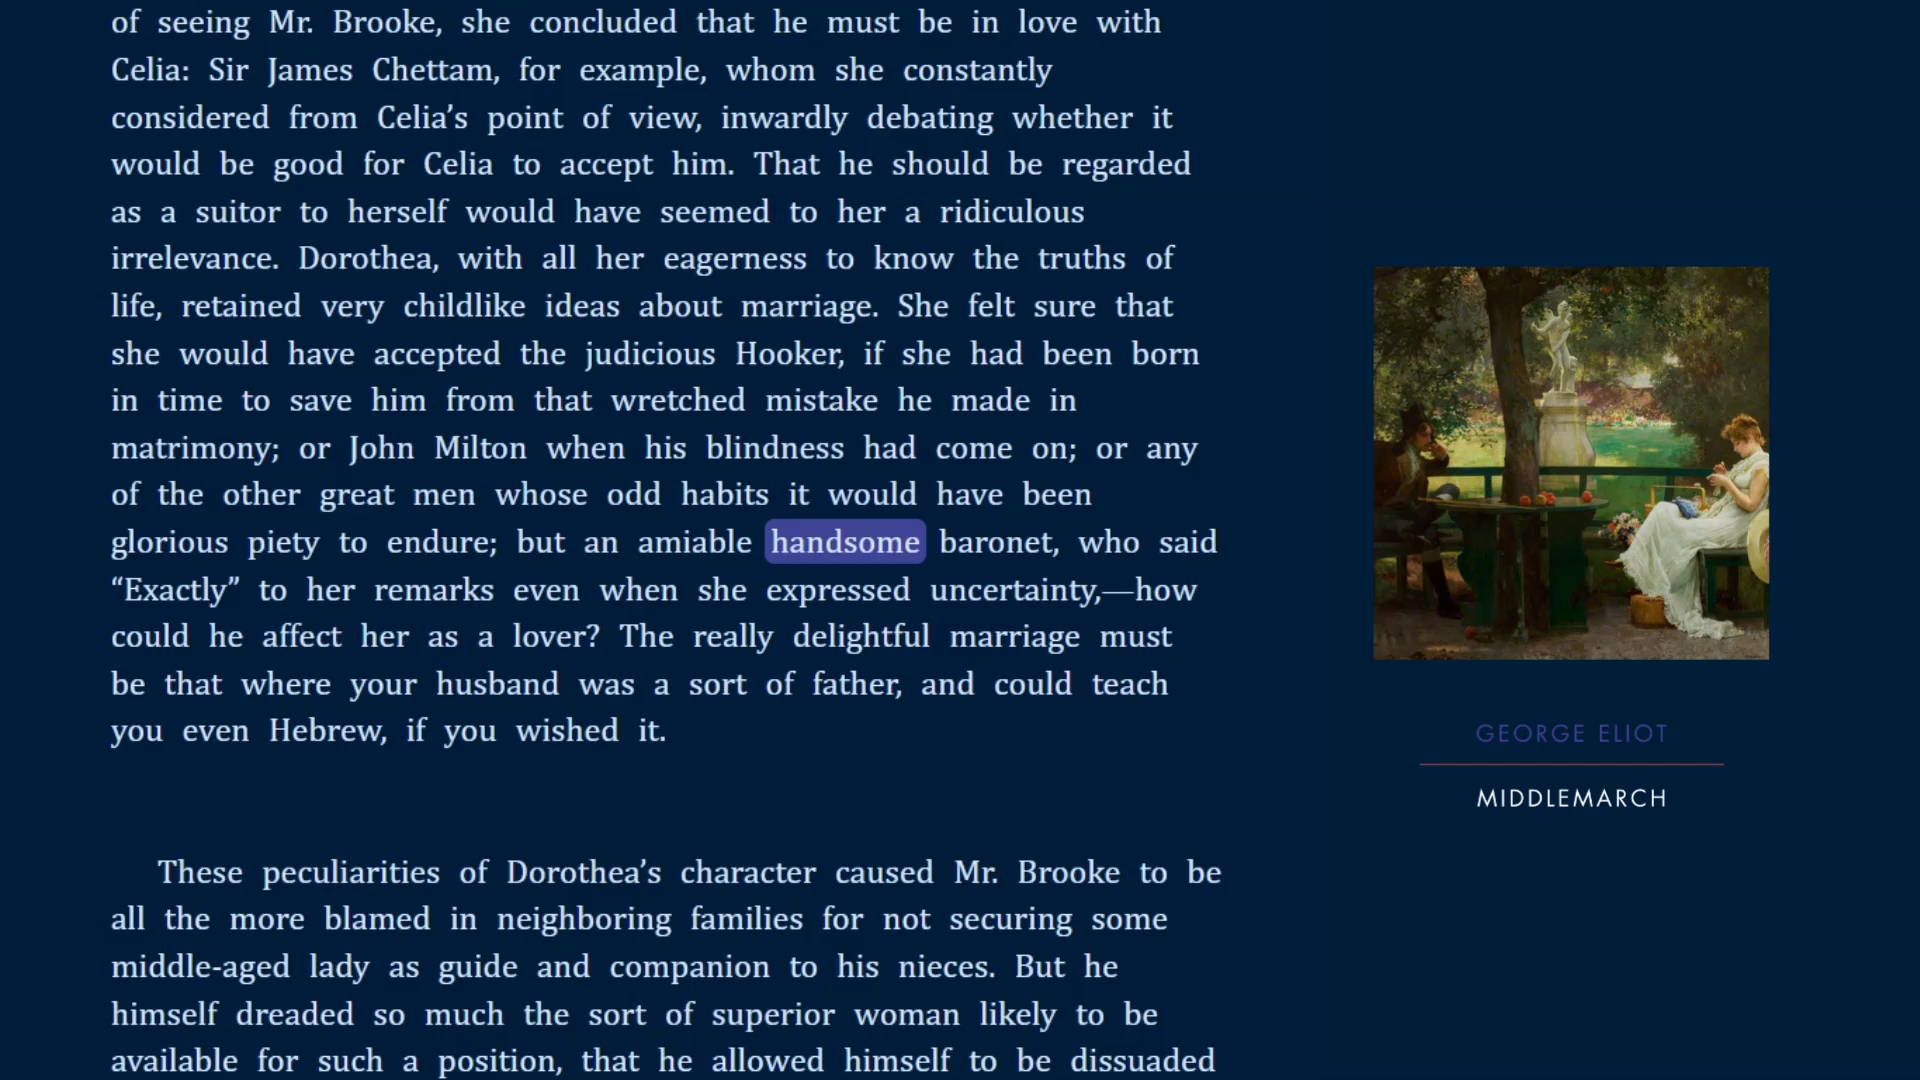 of seeing Mr. Brooke, she concluded that he must be in love with
Celia: Sir James Chettam, for example, whom she constantly
considered from Celia’s point of view, inwardly debating whether it
would be good for Celia to accept him. That he should be regarded
as a suitor to herself would have seemed to her a ridiculous
irrelevance. Dorothea, with all her eagerness to know the truths of
life, retained very childlike ideas about marriage. She felt sure that
she would have accepted the judicious Hooker, if she had been born
in time to save him from that wretched mistake he made in
matrimony; or John Milton when his blindness had come on; or any
of the other great men whose odd habits it would have been
glorious piety to endure; but an amiable handsome baronet, who said
“Exactly” to her remarks even when she expressed uncertainty,—how
could he affect her as a lover? The really delightful marriage must
be that where your husband was a sort of father, and could teach
you even Hebrew, if you wished it.
These peculiarities of Dorothea’s character caused Mr. Brooke to be
all the more blamed in neighboring families for not securing some
middle-aged lady as guide and companion to his nieces. But he
himself dreaded so much the sort of superior woman likely to be
available for such a position, that he allowed himself to be dissuaded
GEORGE ELIOT
MIDDLEMARCH